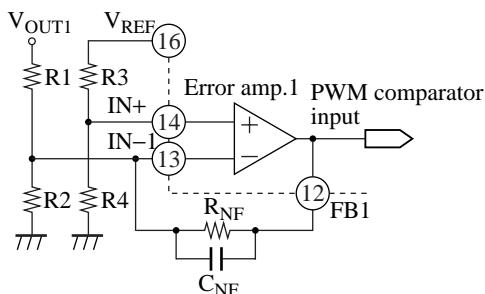 VOUT1
VREF
16
R1
R3
IN+
14
Error amp.1
PWM comparator
input
+
IN−1
13
−
R2
R4
12
FB1
RNF
CNF